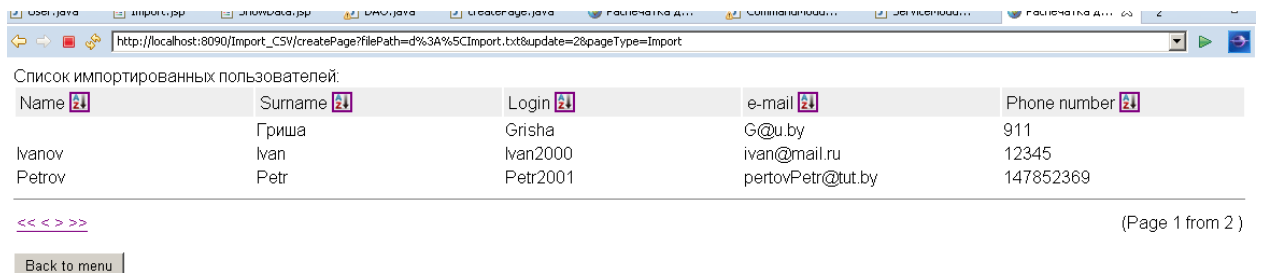 User.java Import.jsp ShowData.jsp DAO.java createPage.java Распечатка д... CommandModu... ServiceModu... Распечатка д... 2
http://localhost:8090/Import_CSV/createPage?filePath=d%3A%5CImport.txt&update=2&pageType=Import
Список импортированных пользователей:
Name Surname Login e-mail Phone number
Гриша Grisha G@u.by 911
Ivanov Ivan Ivan2000 ivan@mail.ru 12345
Petrov Petr Petr2001 pertovPetr@tut.by 147852369
<< < > >> (Page 1 from 2 )
Back to menu